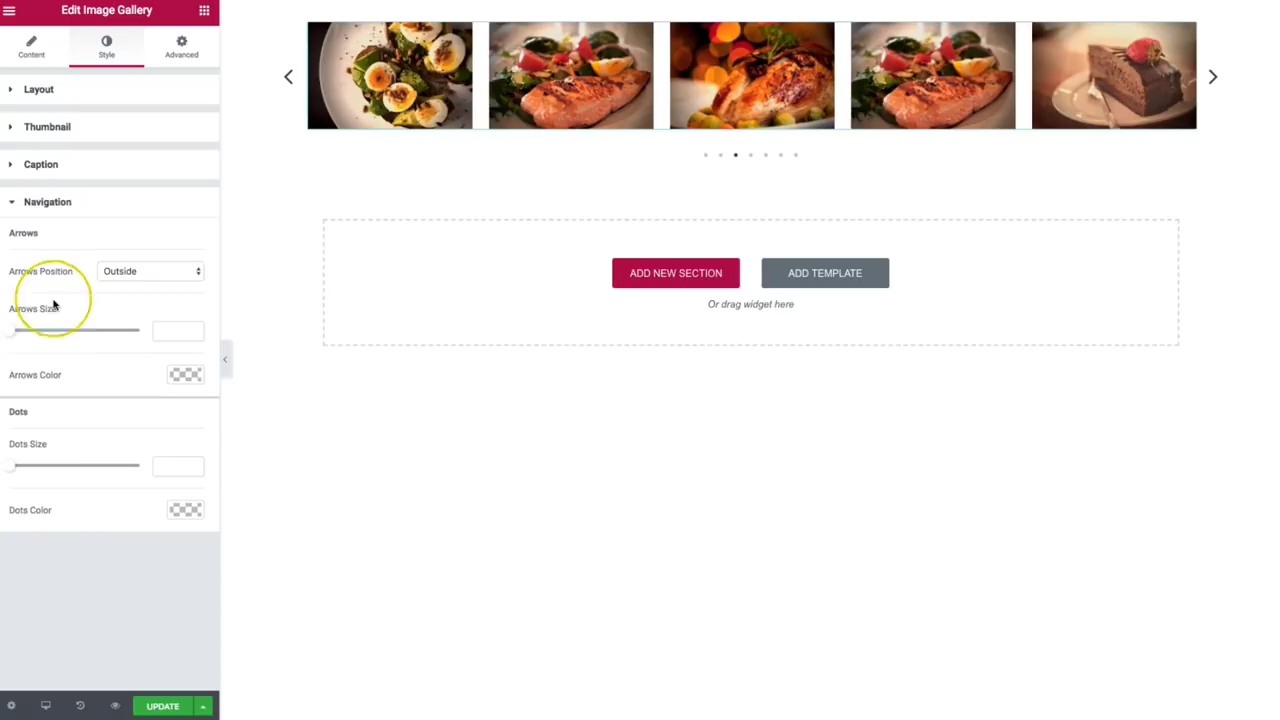 Edit Image Gallery
Content
Style
Advanced
Layout
Thumbnail
Caption
Navigation
Arrows
Arrows Position
Outside
Arrows Size
Arrows Color
Dots
Dots Size
Dots Color
UPDATE
ADD NEW SECTION
ADD TEMPLATE
Or drag widget here